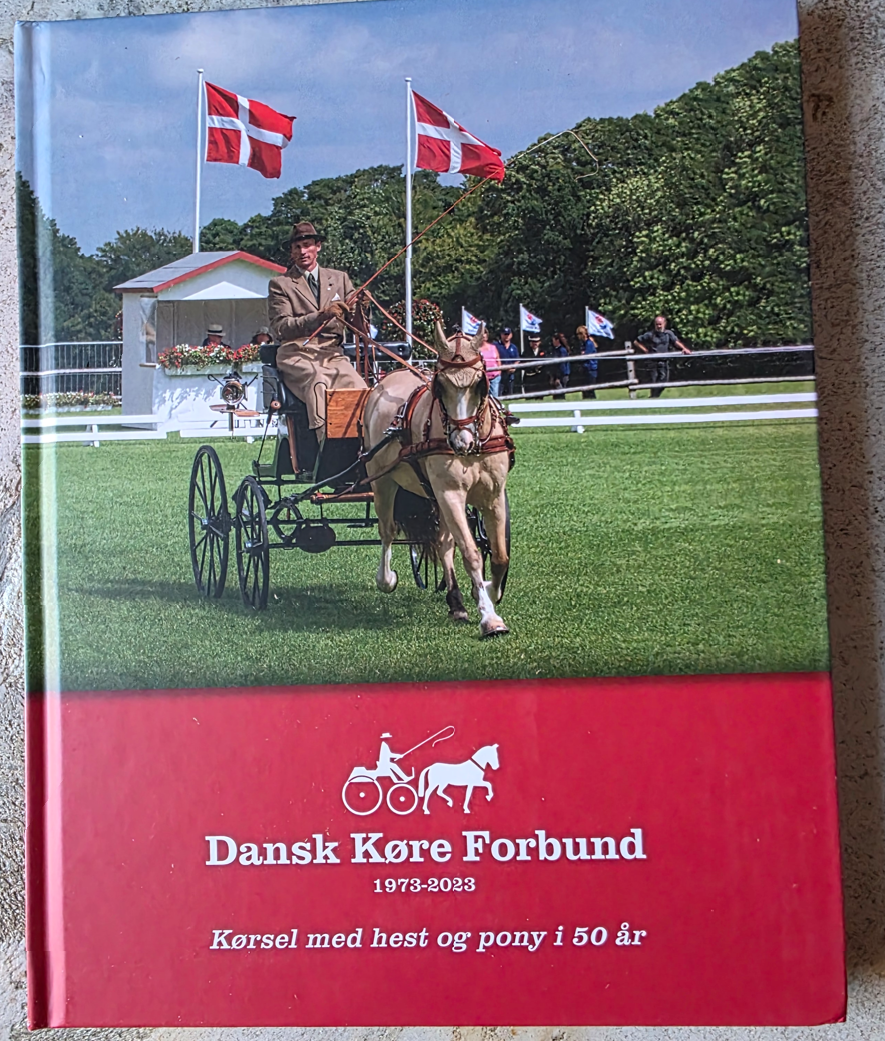 Dansk Køre Forbund
1973-2023
Kørsel med hest og pony i 50 år